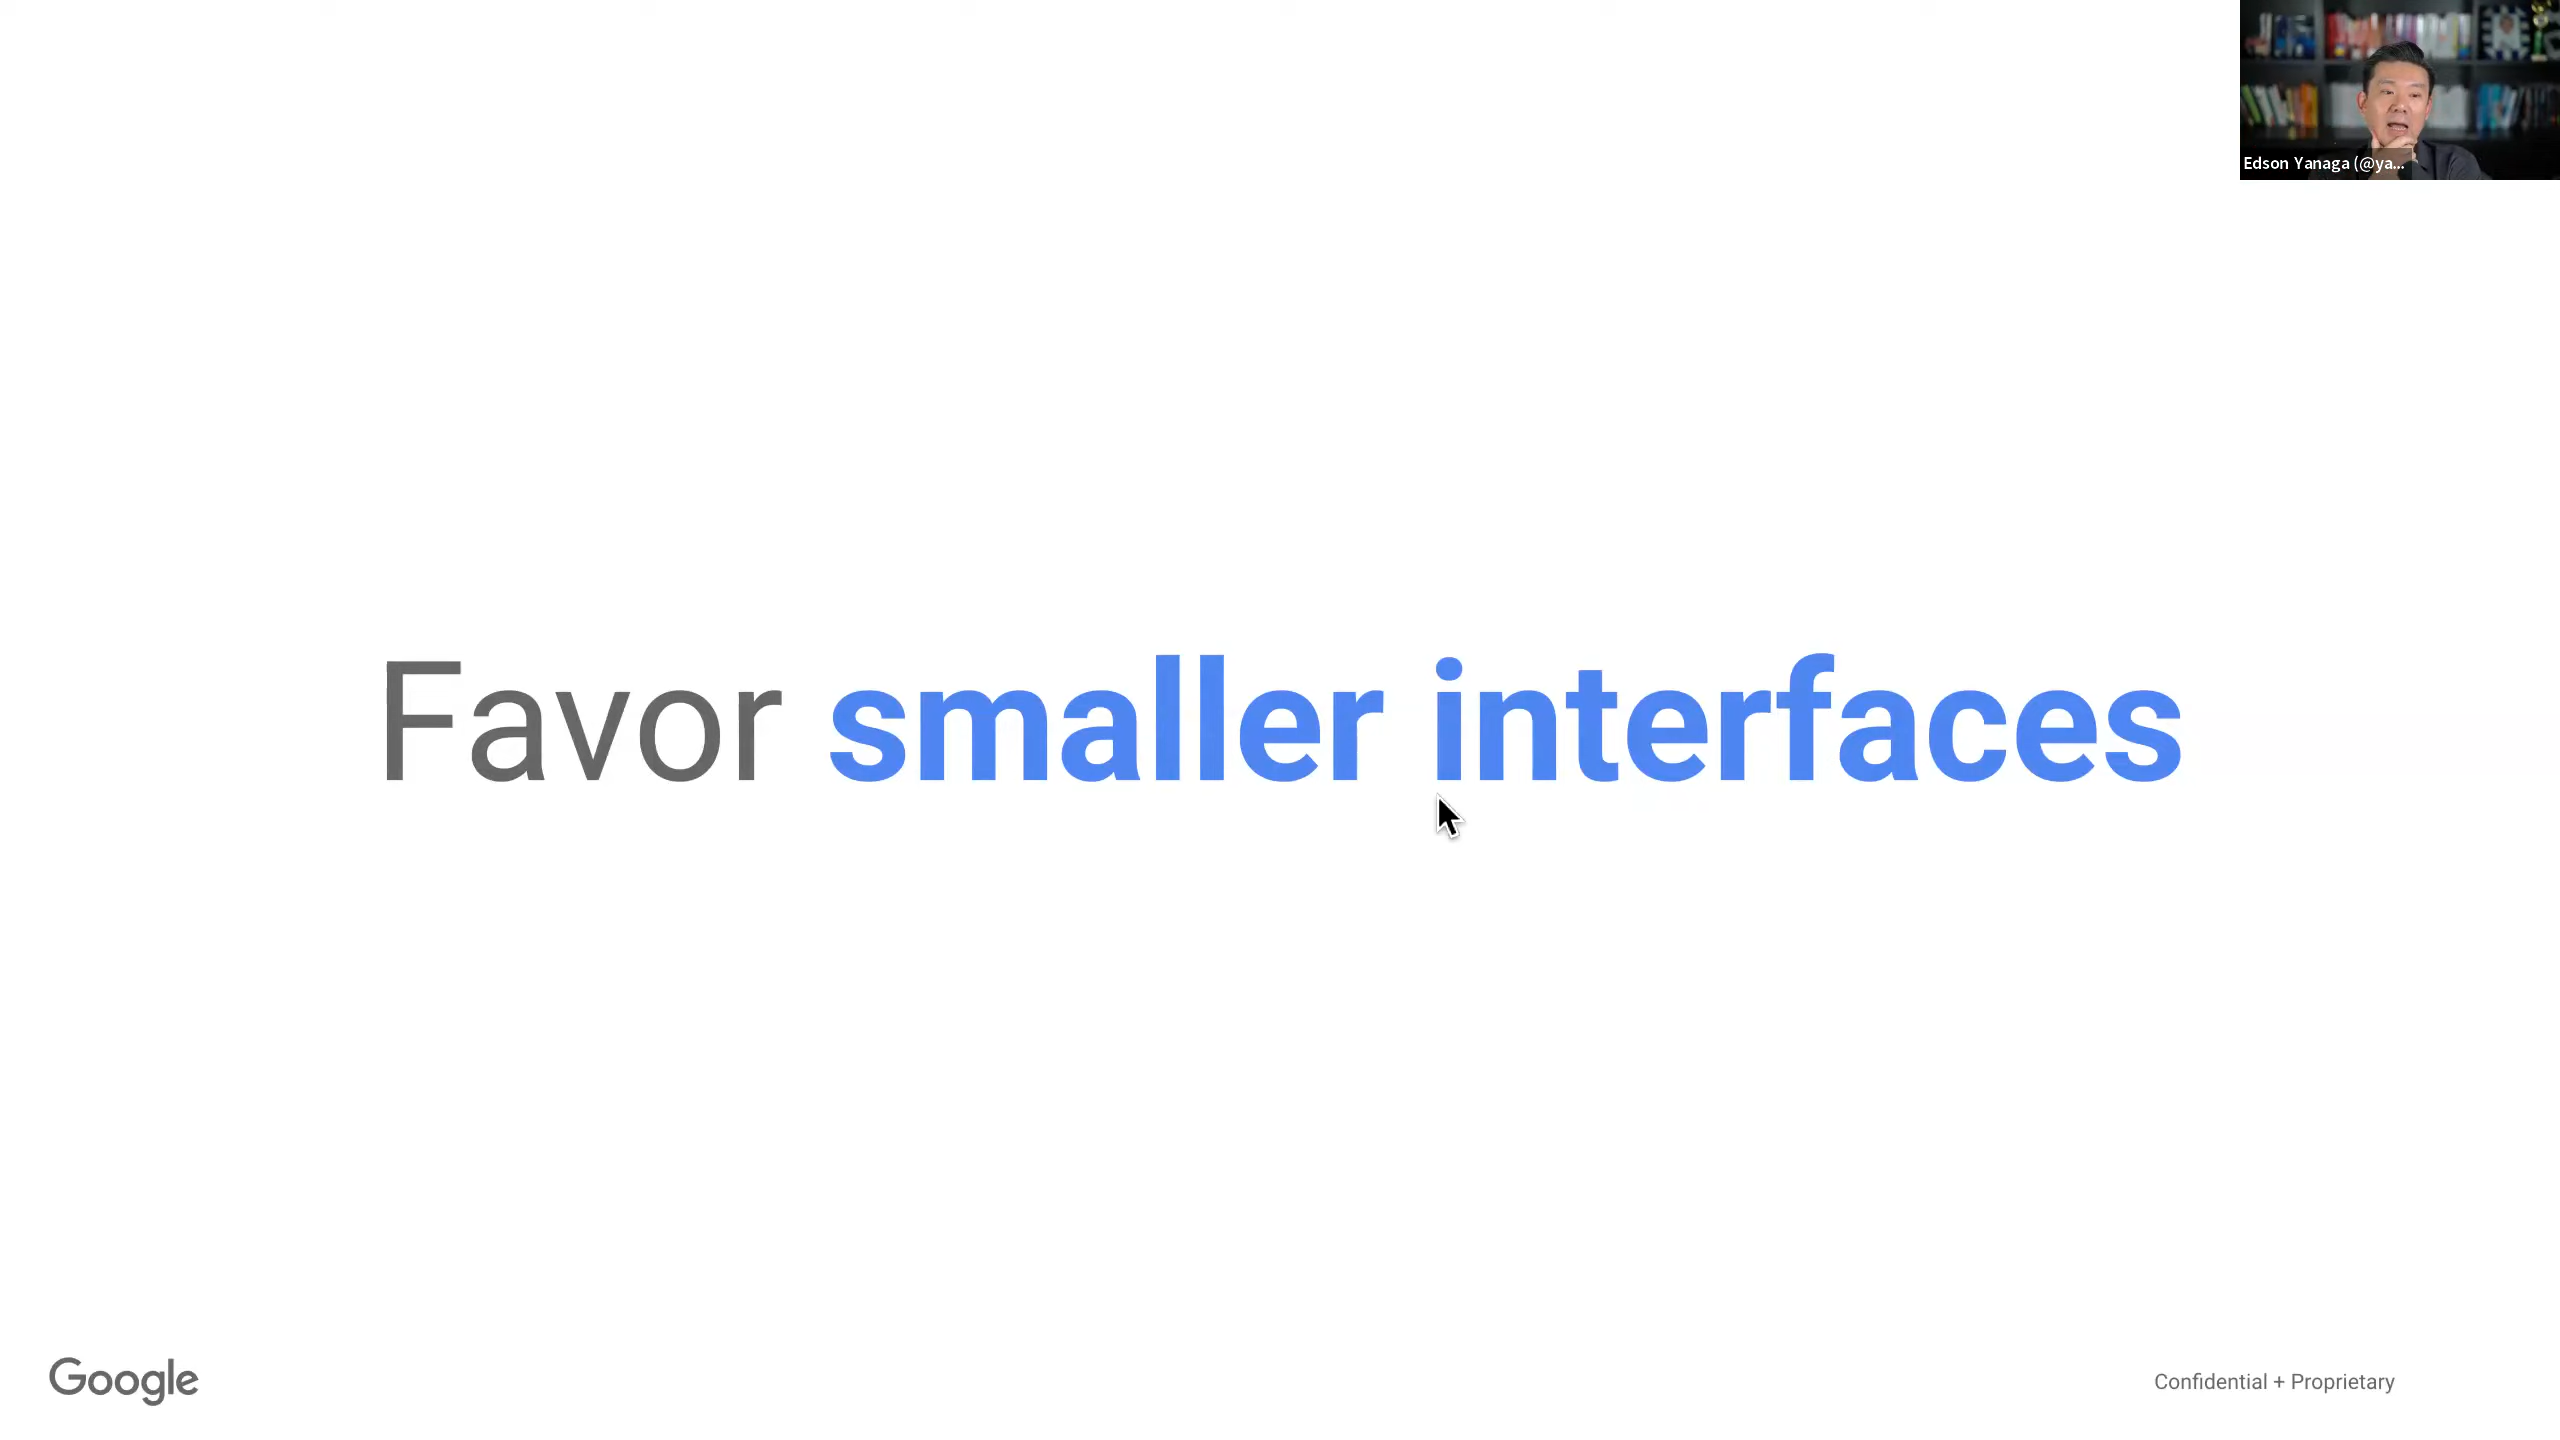 Edson Yanaga (@ya...
Favor smaller interfaces
Google
Confidential + Proprietary